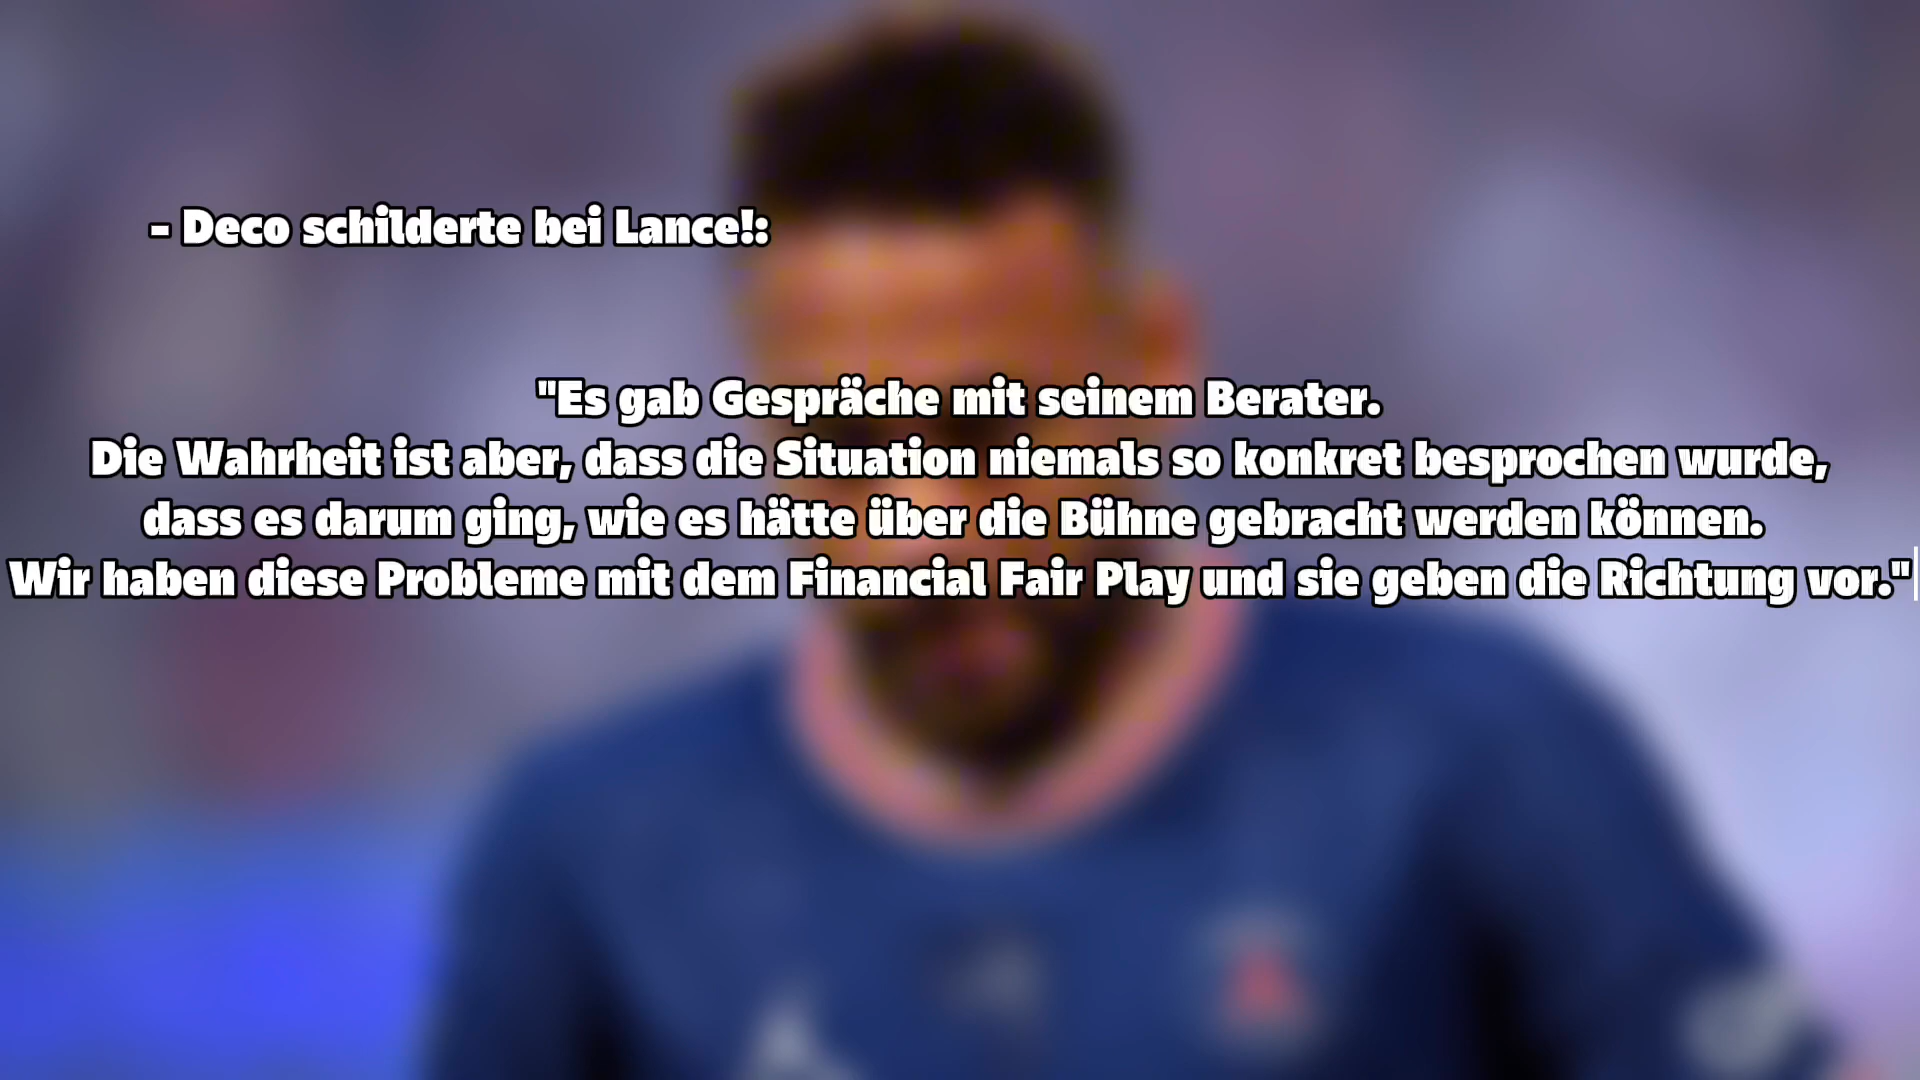 - Deco schilderte bei Lance!:
"Es gab Gespräche mit seinem Berater.
Die Wahrheit ist aber, dass die Situation niemals so konkret besprochen wurde,
dass es darum ging, wie es hätte über die Bühne gebracht werden können.
Wir haben diese Probleme mit dem Financial Fair Play und sie geben die Richtung vor."